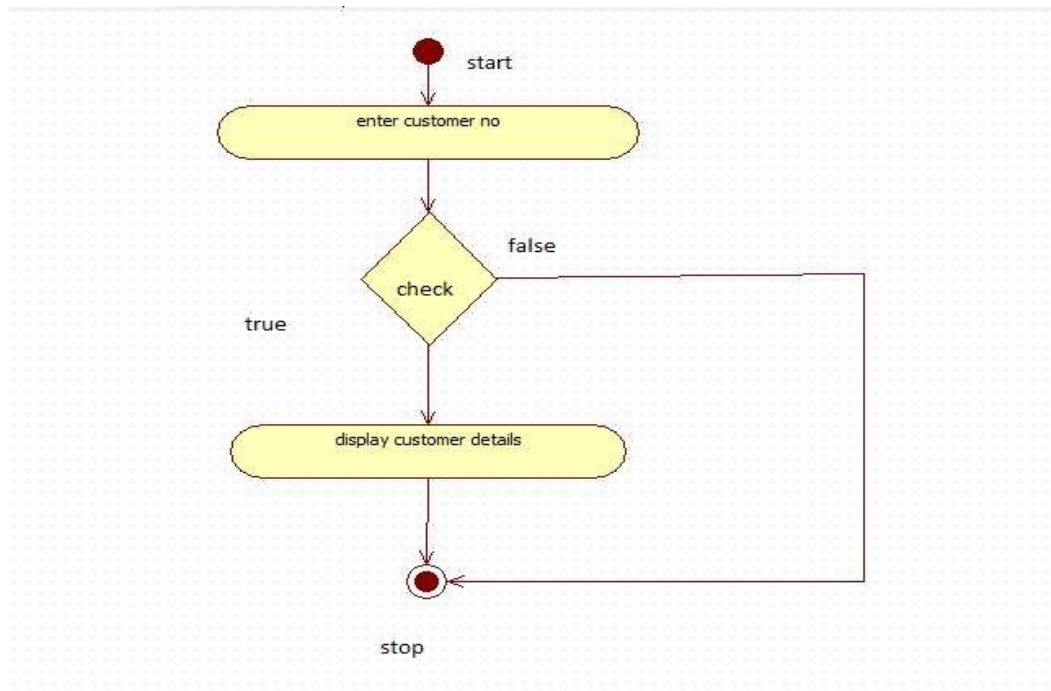 start
enter customer no
false
check
true
display customer details
stop